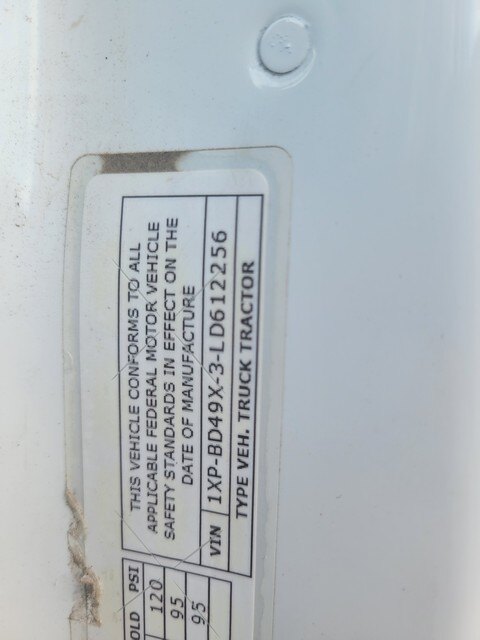 THIS VEHICLE CONFORMS TO ALL
APPLICABLE FEDERAL MOTOR VEHICLE
SAFETY STANDARDS IN EFFECT ON THE
DATE OF MANUFACTURE
VIN 1XP-BD49X-3-LD612256
TYPE VEH. TRUCK TRACTOR
OLD PSI
120
95
95